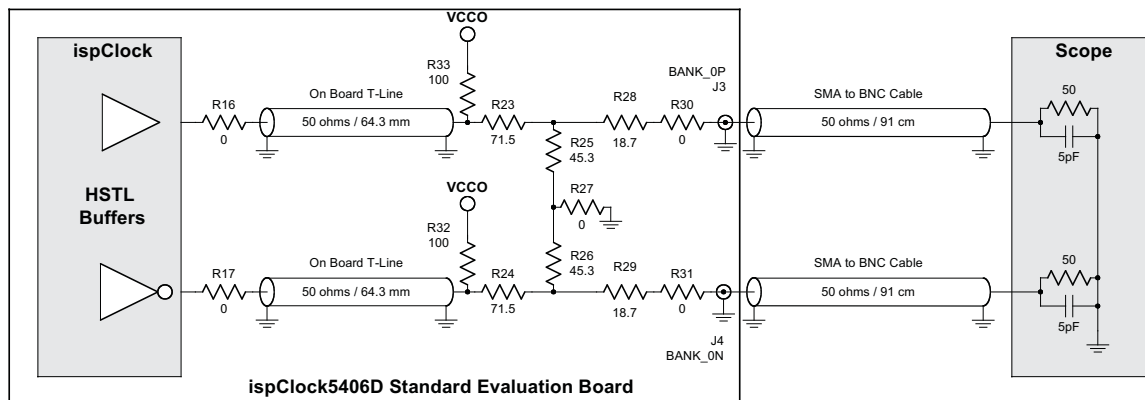 VCCO
ispClock
Scope
R33
100
BANK_0P
J3
R16
0
On Board T-Line
50 ohms / 64.3 mm
R23
71.5
R28
18.7
R30
0
SMA to BNC Cable
50 ohms / 91 cm
50
5pF
R25
45.3
HSTL
Buffers
VCCO
R27
0
R32
100
R26
45.3
R17
0
On Board T-Line
50 ohms / 64.3 mm
R24
71.5
R29
18.7
R31
0
SMA to BNC Cable
50 ohms / 91 cm
50
5pF
J4
BANK_0N
ispClock5406D Standard Evaluation Board